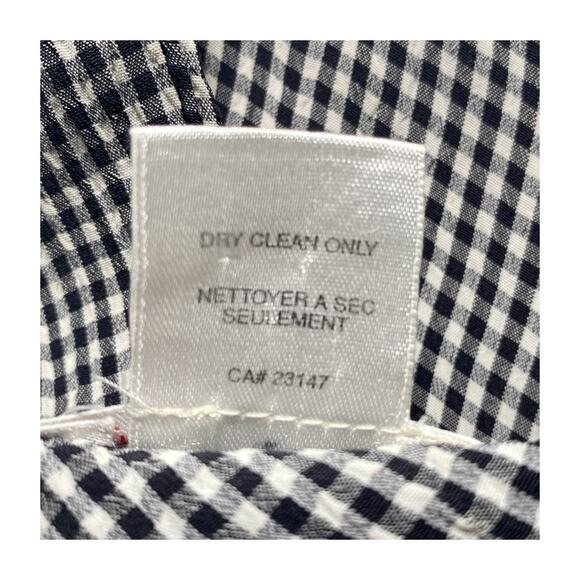 DRY CLEAN ONLY
NETTOYER A SEC
SEULEMENT
CA# 23147